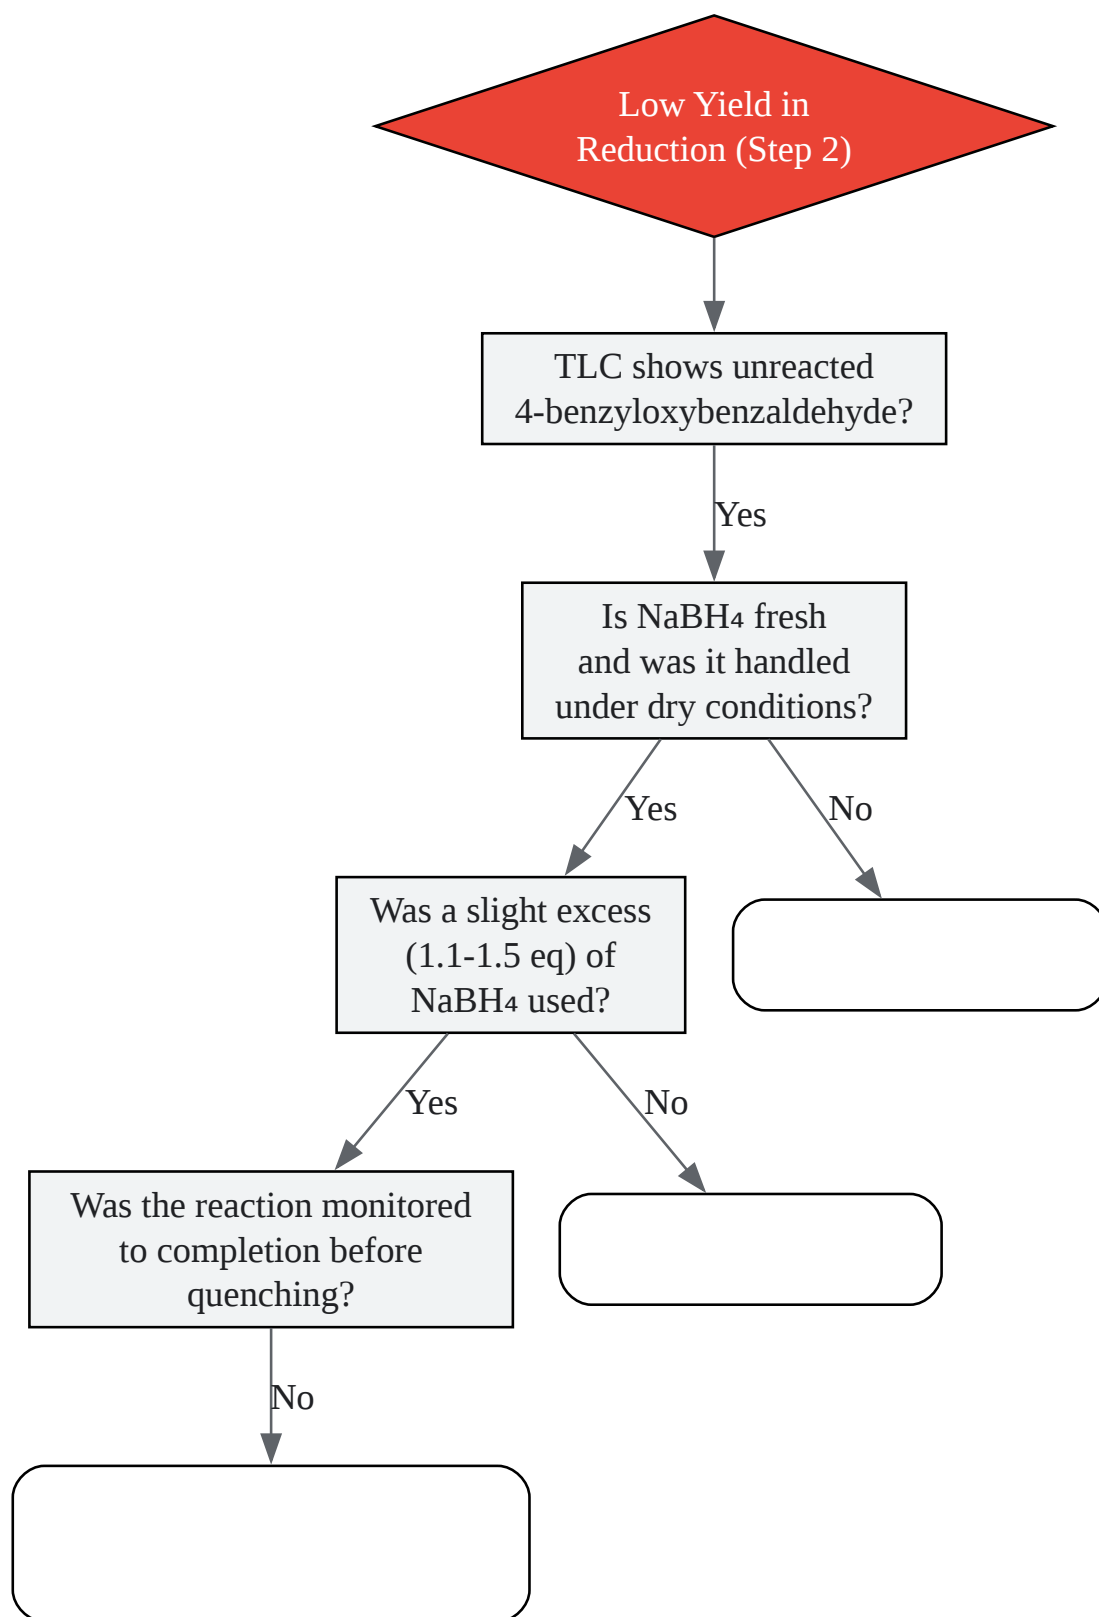 Low Yield in
Reduction (Step 2)
TLC shows unreacted
4-benzyloxybenzaldehyde?
Yes
Is NaBH₄ fresh
and was it handled
under dry conditions?
Yes
No
Was a slight excess
(1.1-1.5 eq) of
NaBH₄ used?
Yes
No
Was the reaction monitored
to completion before
quenching?
No